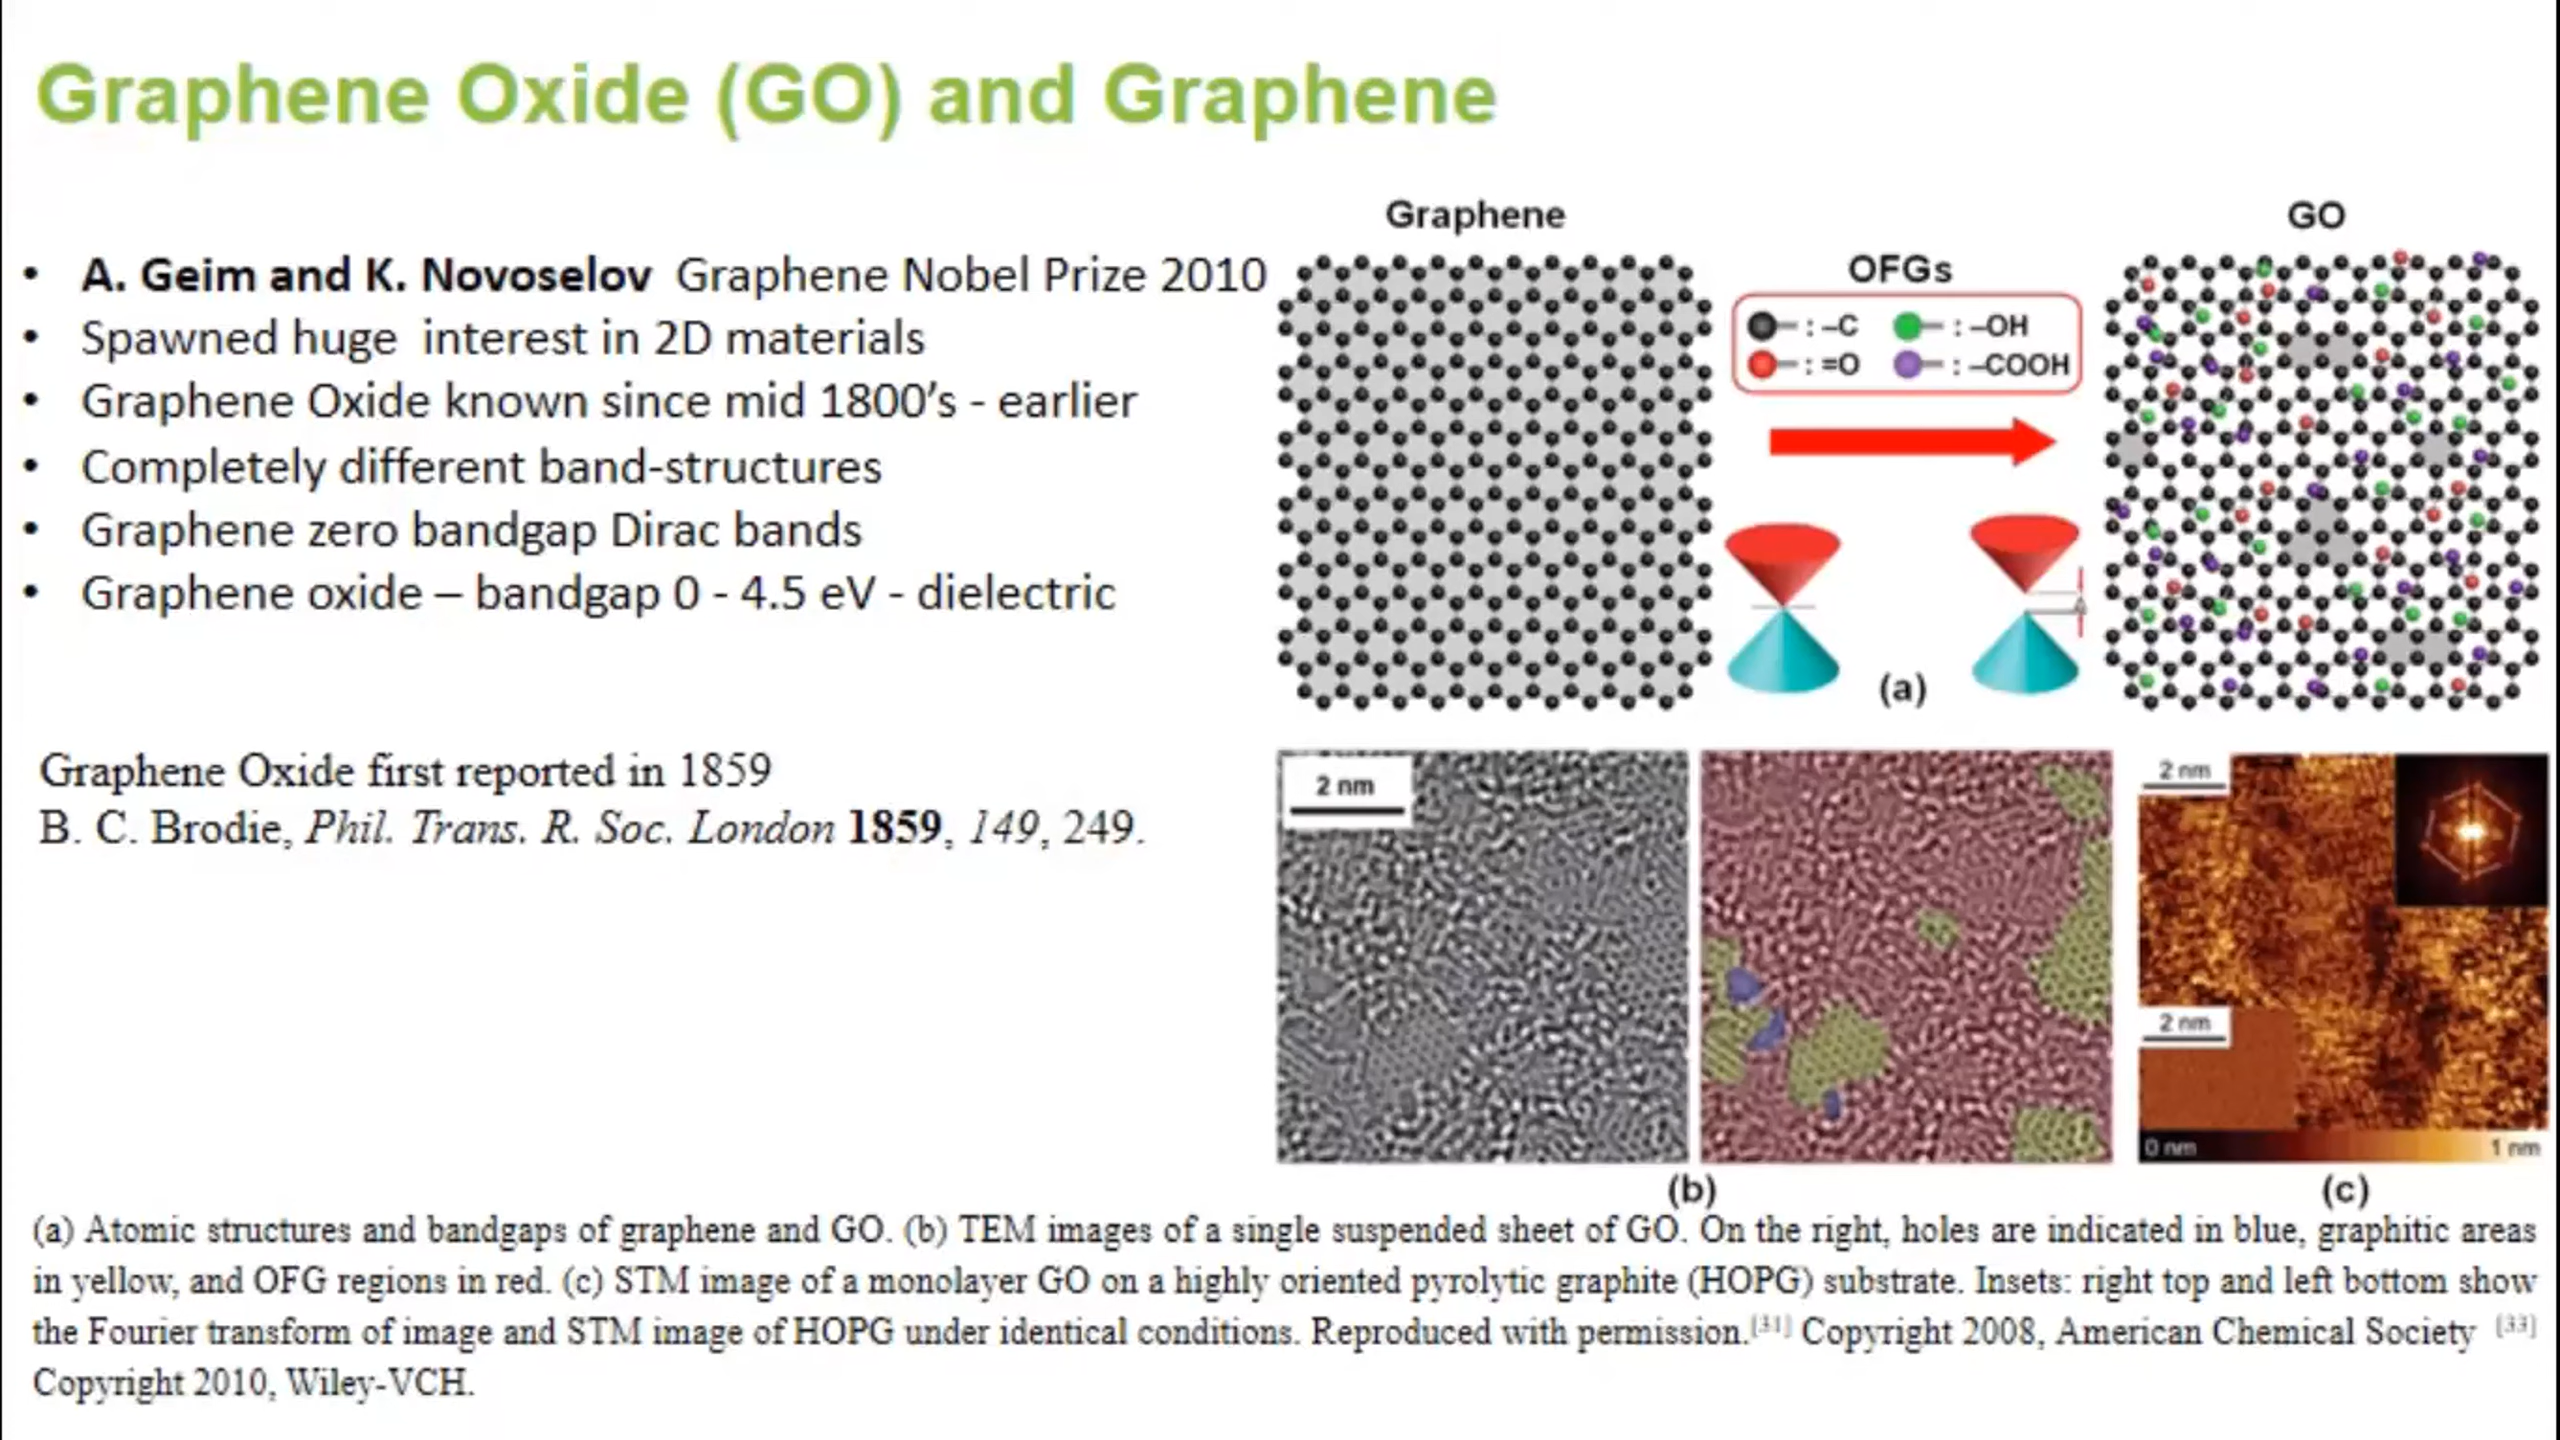 Graphene Oxide (GO) and Graphene
• A. Geim and K. Novoselov Graphene Nobel Prize 2010
• Spawned huge interest in 2D materials
• Graphene Oxide known since mid 1800’s - earlier
• Completely different band-structures
• Graphene zero bandgap Dirac bands
• Graphene oxide – bandgap 0 - 4.5 eV - dielectric
Graphene Oxide first reported in 1859
B. C. Brodie, Phil. Trans. R. Soc. London 1859, 149, 249.
Graphene
OFGs
: –C : –OH
: =O : –COOH
GO
(a)
2 nm
(b)
2 nm
2 nm
0 nm 1 nm
(c)
(a) Atomic structures and bandgaps of graphene and GO. (b) TEM images of a single suspended sheet of GO. On the right, holes are indicated in blue, graphitic areas
in yellow, and OFG regions in red. (c) STM image of a monolayer GO on a highly oriented pyrolytic graphite (HOPG) substrate. Insets: right top and left bottom show
the Fourier transform of image and STM image of HOPG under identical conditions. Reproduced with permission.[31] Copyright 2008, American Chemical Society [33]
Copyright 2010, Wiley-VCH.